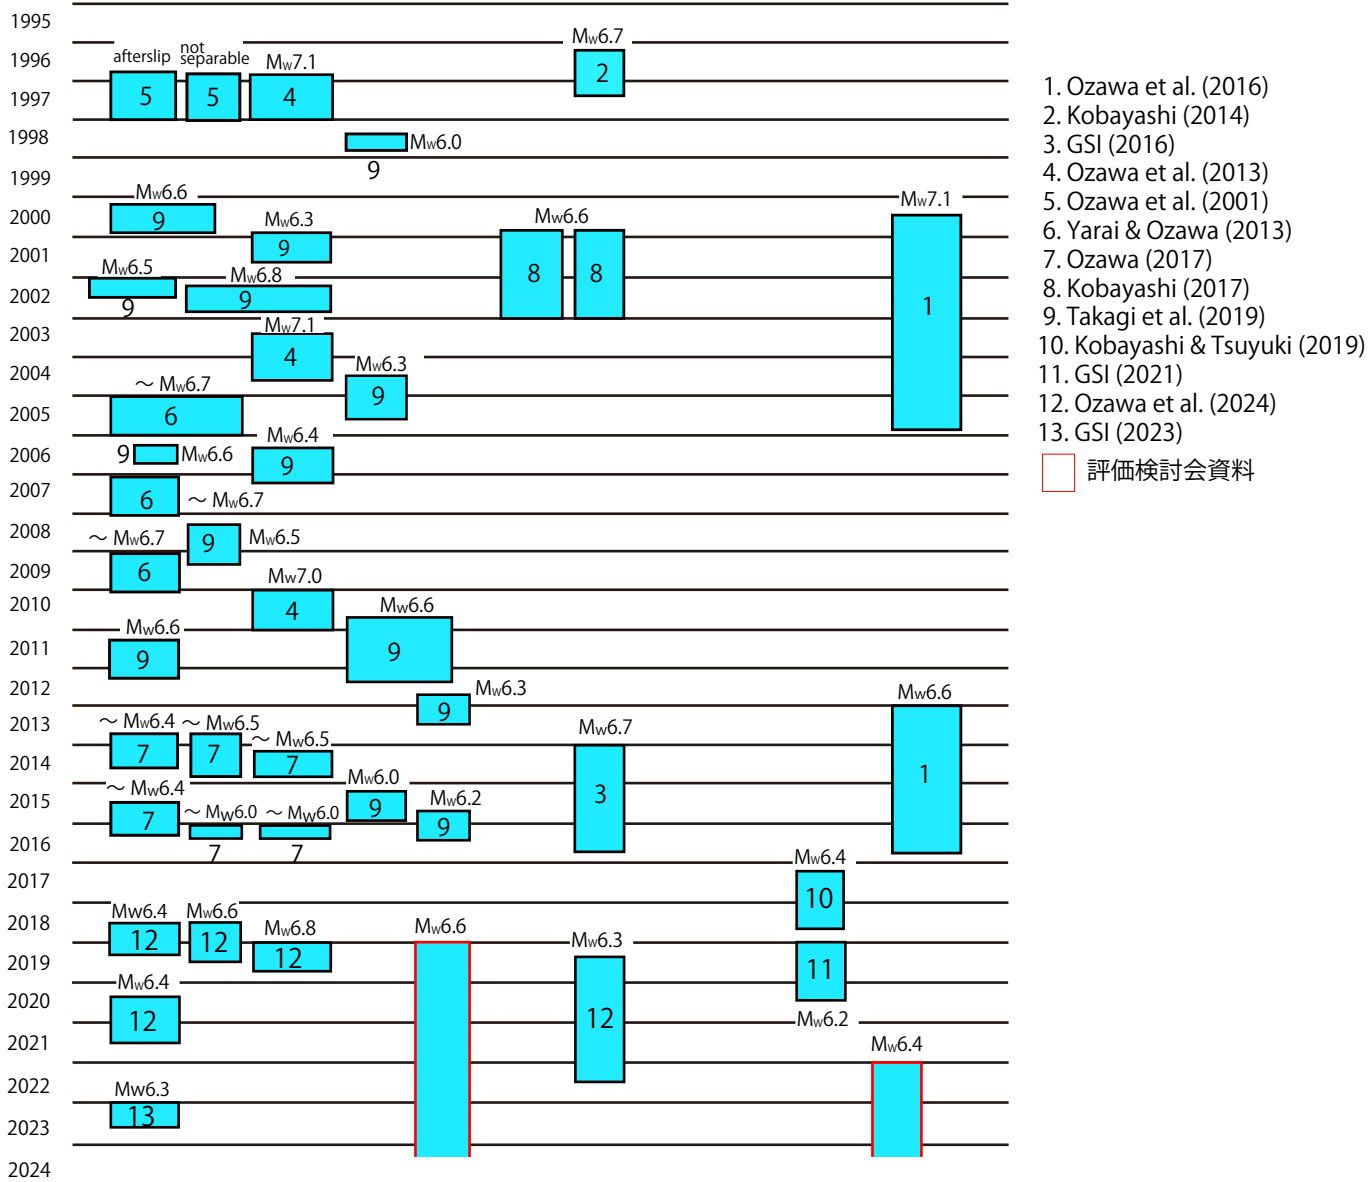 1995
1996
afterslip
not
separable
Mw7.1
Mw6.7
5
5
4
2
1997
1998
Mw6.0
9
1999
2000
Mw6.6
9
Mw6.3
9
Mw6.6
8
8
Mw7.1
1
2001
2002
Mw6.5
9
Mw6.8
9
2003
Mw7.1
4
2004
Mw6.3
9
2005
～ Mw6.7
6
2006
9
Mw6.6
Mw6.4
9
2007
6
～ Mw6.7
2008
9
Mw6.5
～ Mw6.7
6
2009
Mw7.0
4
2010
Mw6.6
9
2011
Mw6.6
9
2012
Mw6.3
9
Mw6.6
1
2013
～ Mw6.4
7
～ Mw6.5
7
～ Mw6.5
7
Mw6.7
3
2014
2015
～ Mw6.4
7
～ Mw6.0
7
～ Mw6.0
7
Mw6.0
9
Mw6.2
9
2016
2017
Mw6.4
10
2018
Mw6.4
12
Mw6.6
12
Mw6.8
12
Mw6.6
Mw6.3
12
2019
11
Mw6.2
2020
Mw6.4
12
2021
Mw6.4
2022
Mw6.3
13
2023
2024
1. Ozawa et al. (2016)
2. Kobayashi (2014)
3. GSI (2016)
4. Ozawa et al. (2013)
5. Ozawa et al. (2001)
6. Yarai & Ozawa (2013)
7. Ozawa (2017)
8. Kobayashi (2017)
9. Takagi et al. (2019)
10. Kobayashi & Tsuyuki (2019)
11. GSI (2021)
12. Ozawa et al. (2024)
13. GSI (2023)
評価検討会資料